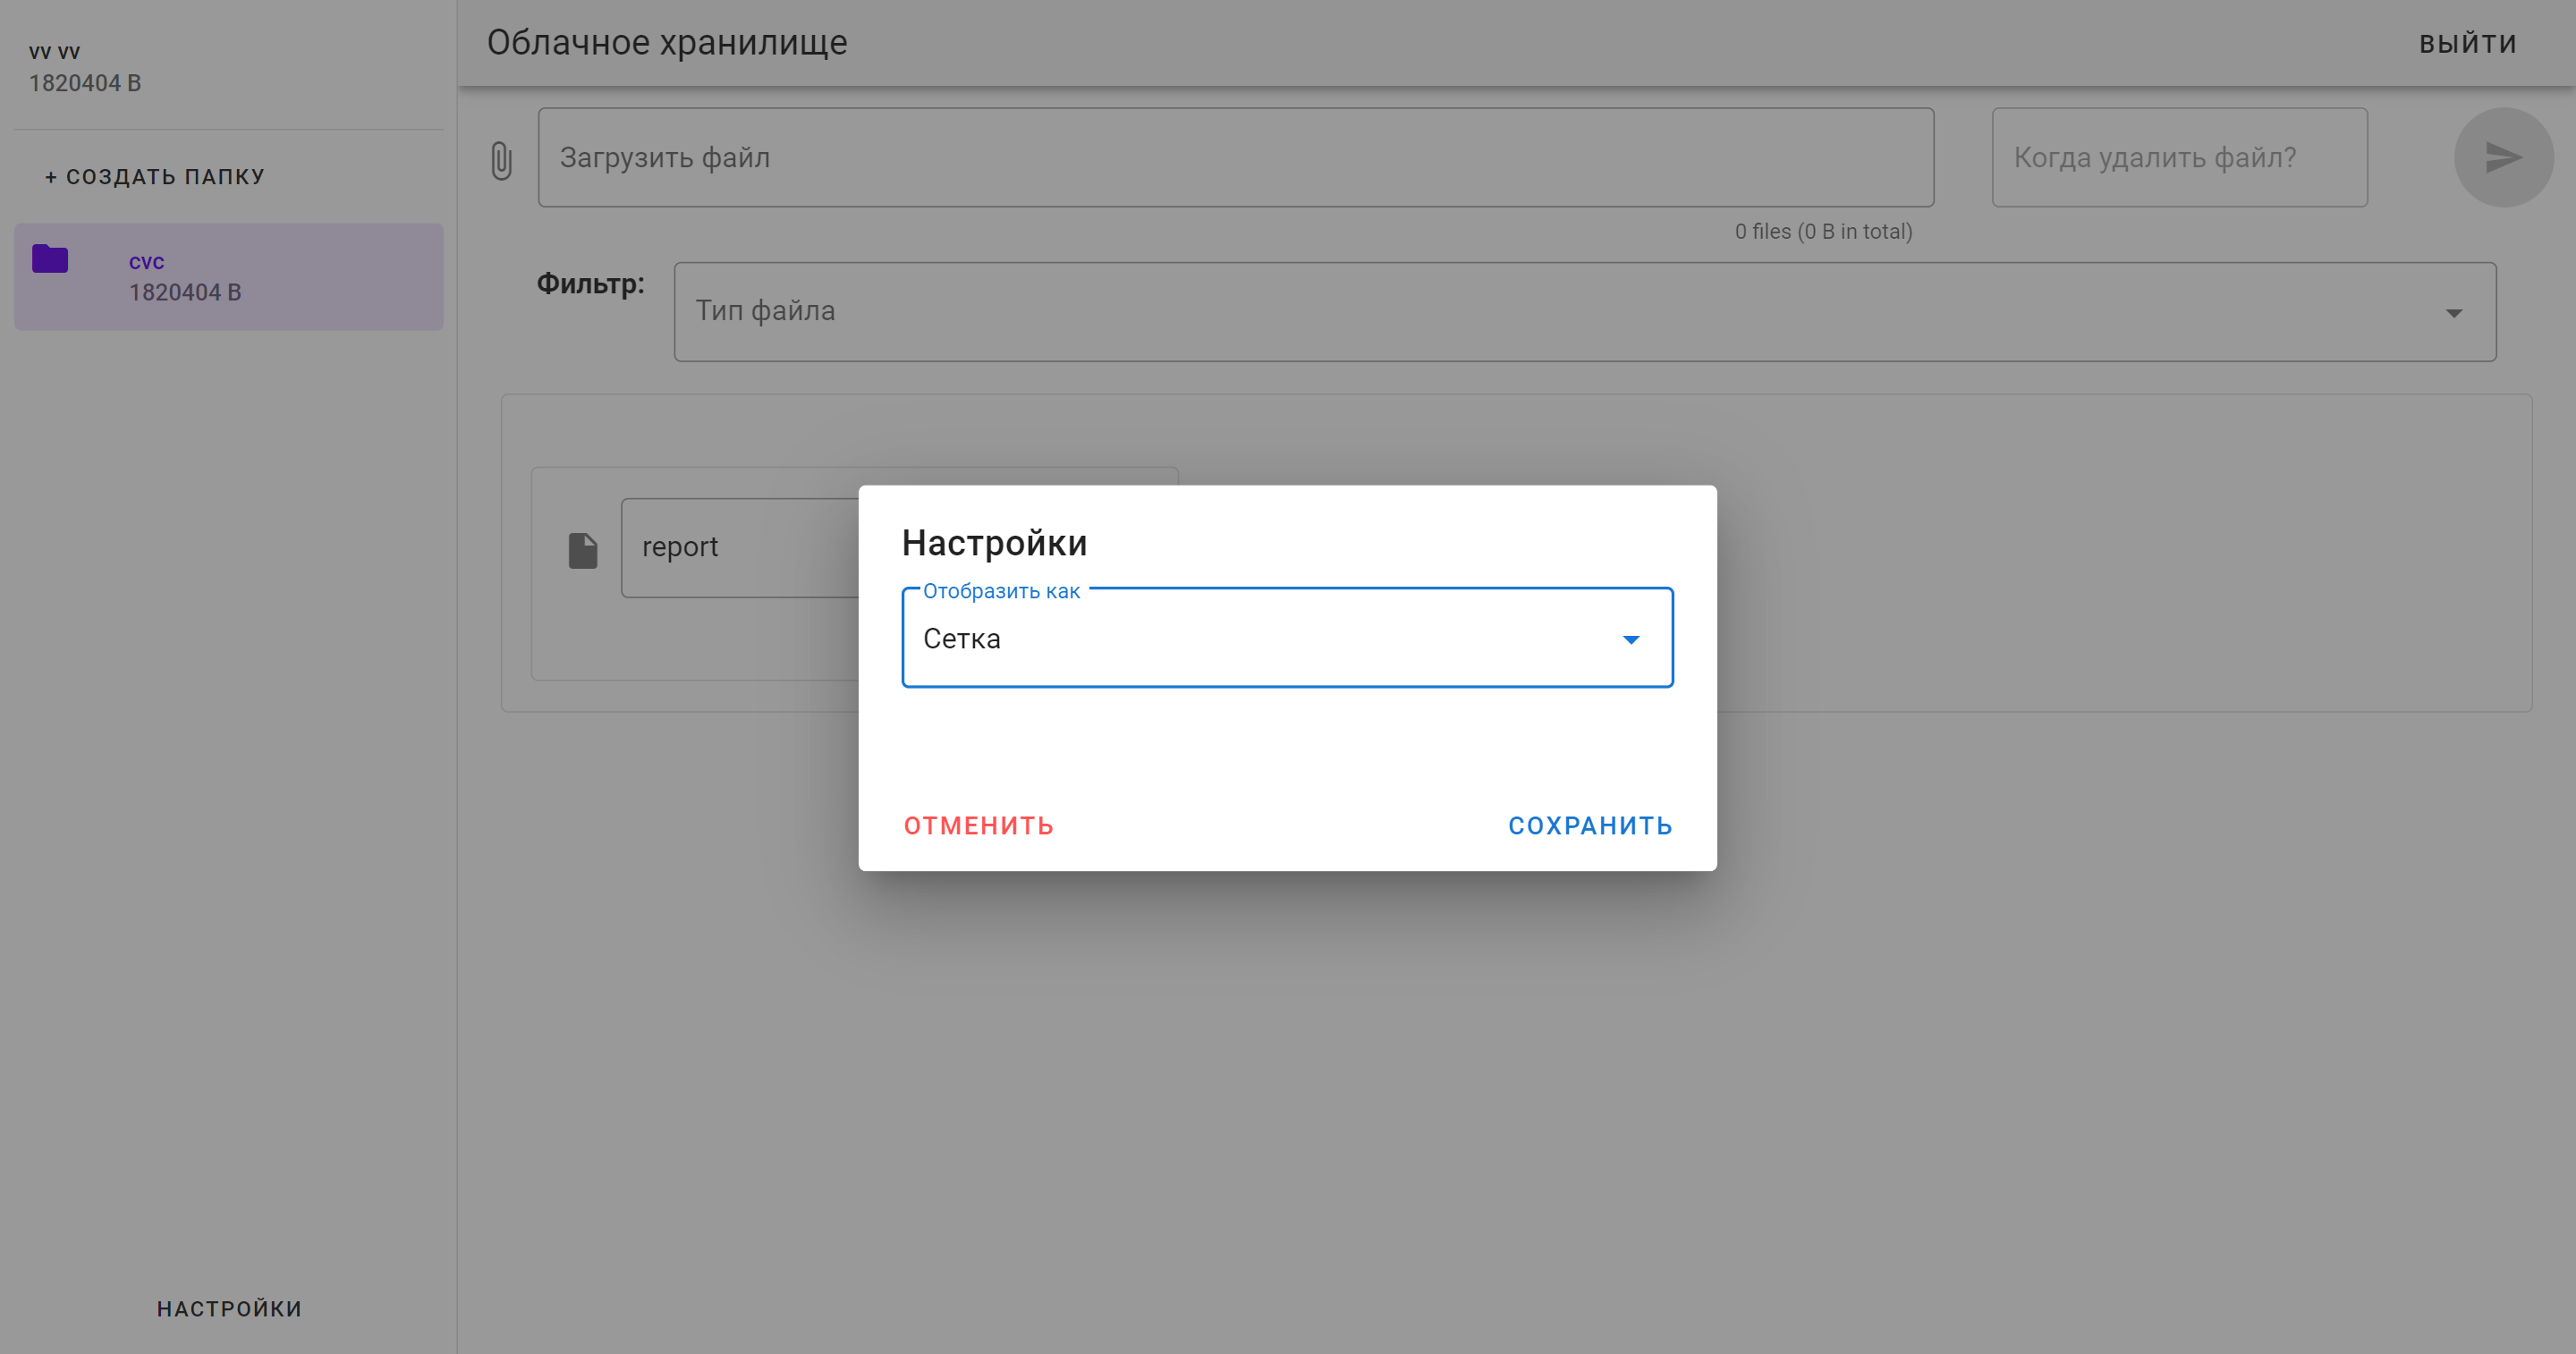 vv vv
1820404 B
+ СОЗДАТЬ ПАПКУ
cvc
1820404 B
НАСТРОЙКИ
Облачное хранилище
ВЫЙТИ
Загрузить файл
Когда удалить файл?
0 files (0 B in total)
Фильтр:
Тип файла
report
Настройки
Отобразить как
Сетка
ОТМЕНИТЬ
СОХРАНИТЬ